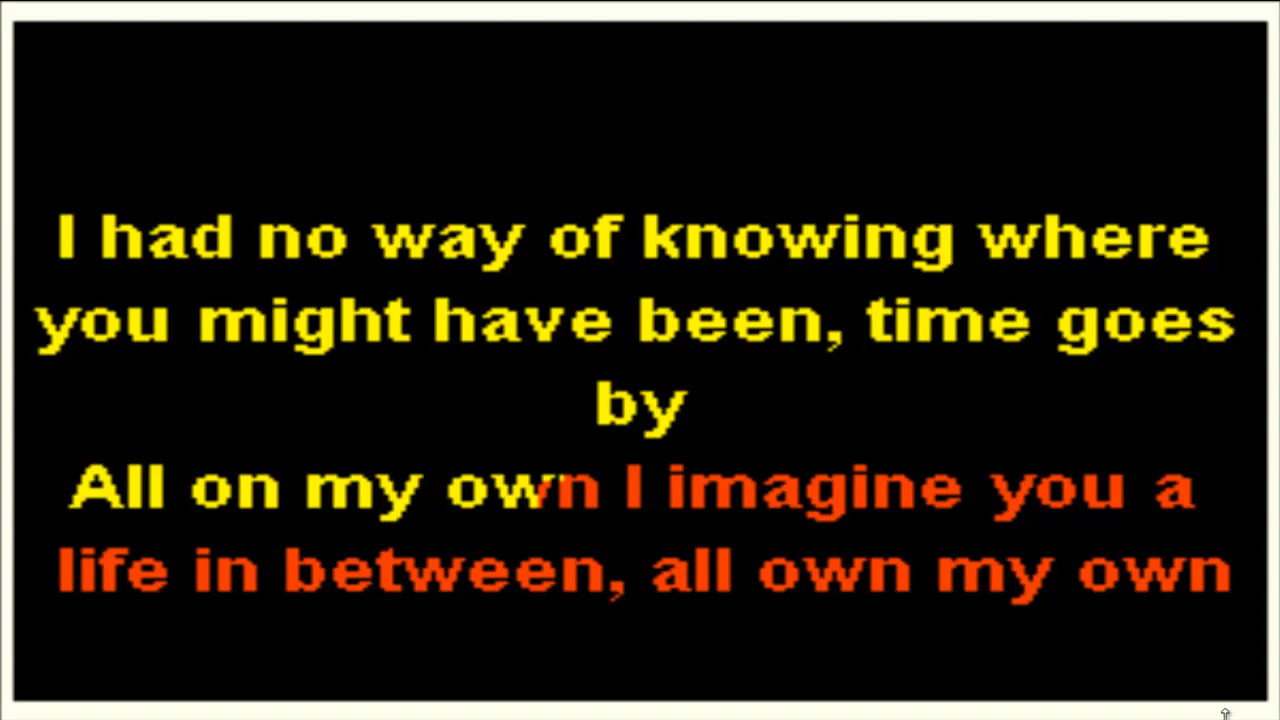 I had no way of knowing where
you might have been, time goes
by
All on my own I imagine you a
life in between, all own my own